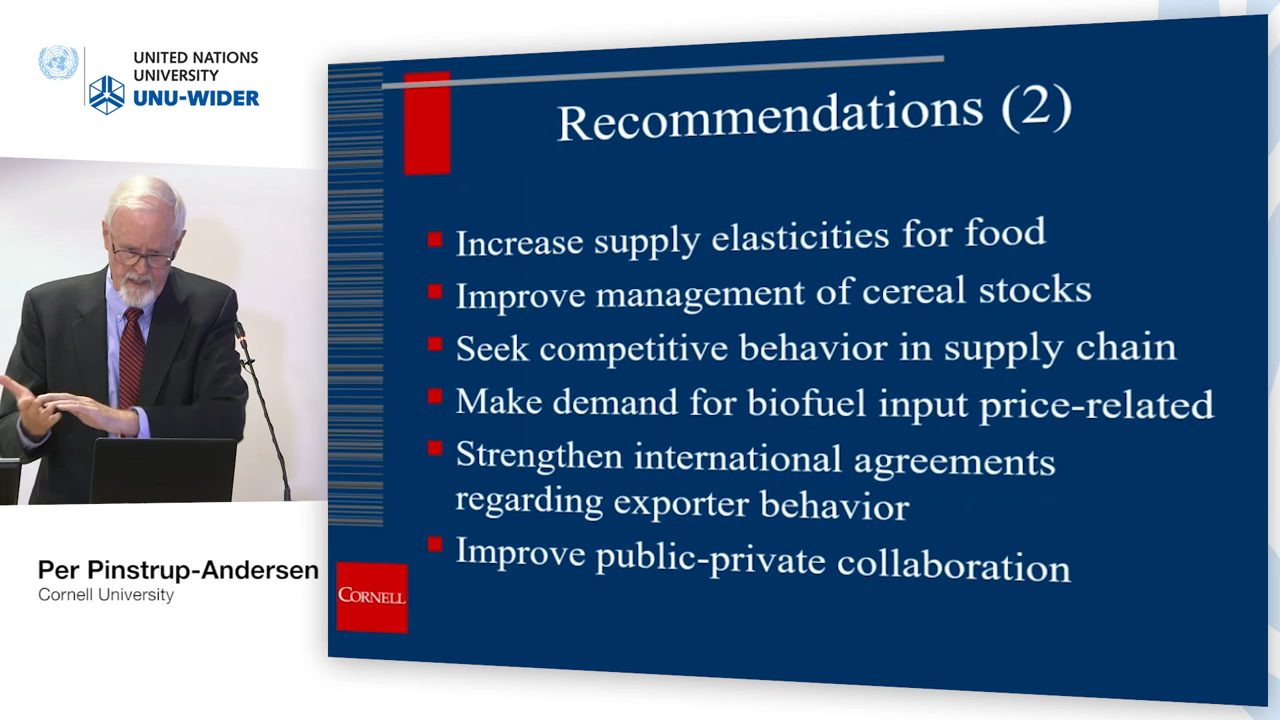 UNITED NATIONS
UNIVERSITY
UNU-WIDER
Recommendations (2)
Increase supply elasticities for food
Improve management of cereal stocks
Seek competitive behavior in supply chain
Make demand for biofuel input price-related
Strengthen international agreements
regarding exporter behavior
Improve public-private collaboration
CORNELL
Per Pinstrup-Andersen
Cornell University